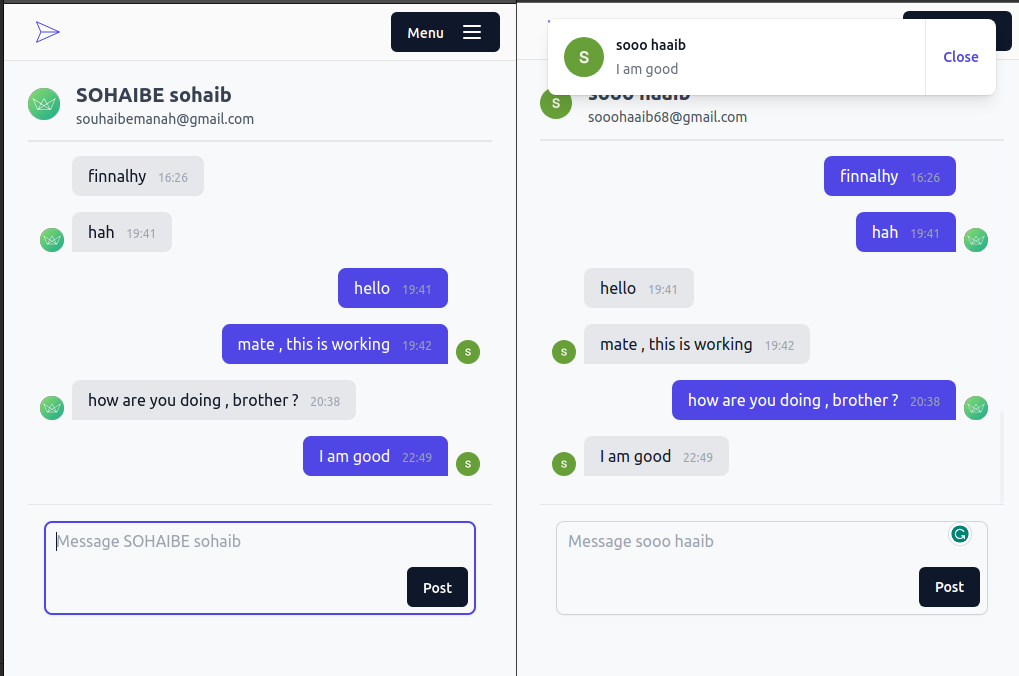 Menu
SOHAIBE sohaib
souhaibemanah@gmail.com
finnalhy 16:26
hah 19:41
hello 19:41
mate , this is working 19:42
S
how are you doing , brother ? 20:38
I am good 22:49
S
Message SOHAIBE sohaib
Post
S
sooo haaib
I am good
Close
S
sooo haaib
sooohaaib68@gmail.com
finnalhy 16:26
hah 19:41
hello 19:41
S
mate , this is working 19:42
how are you doing , brother ? 20:38
S
I am good 22:49
Message sooo haaib
G
Post